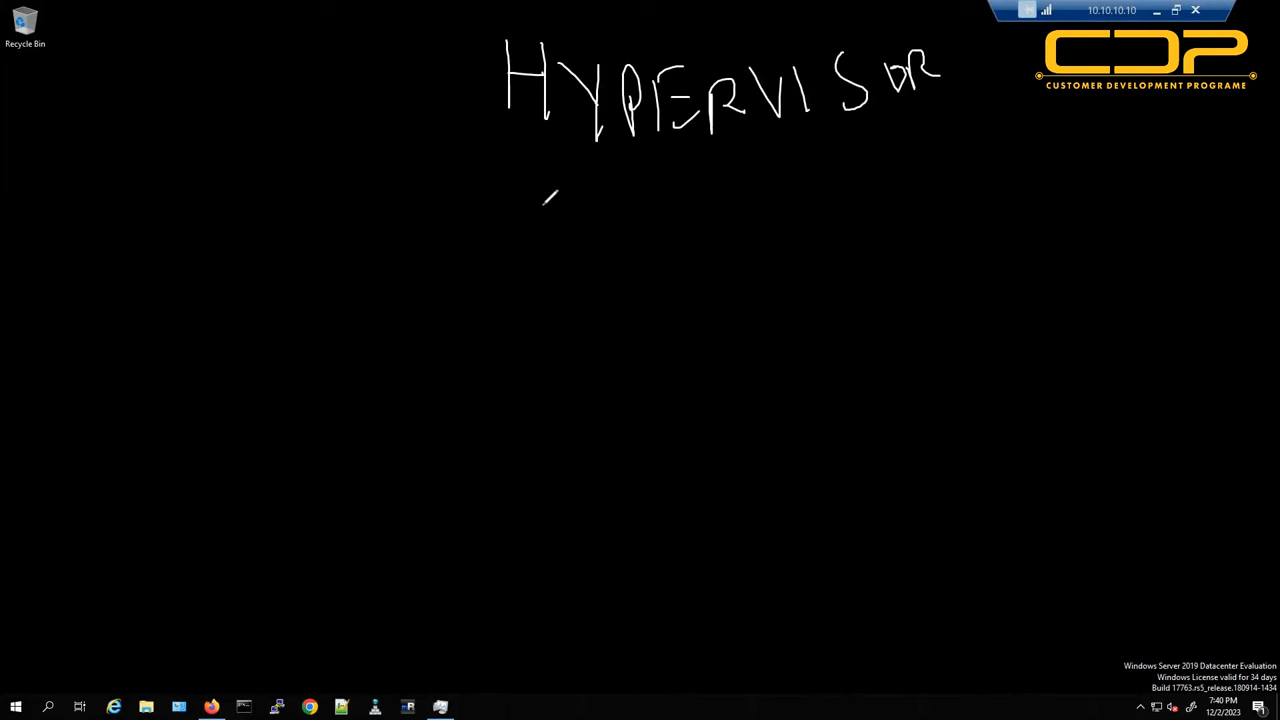 Recycle Bin
10.10.10.10
HYPERVISOR
CDP
CUSTOMER DEVELOPMENT PROGRAME
Windows Server 2019 Datacenter Evaluation
Windows License valid for 34 days
Build 17763.rs5_release.180914-1434
7:40 PM
12/2/2023